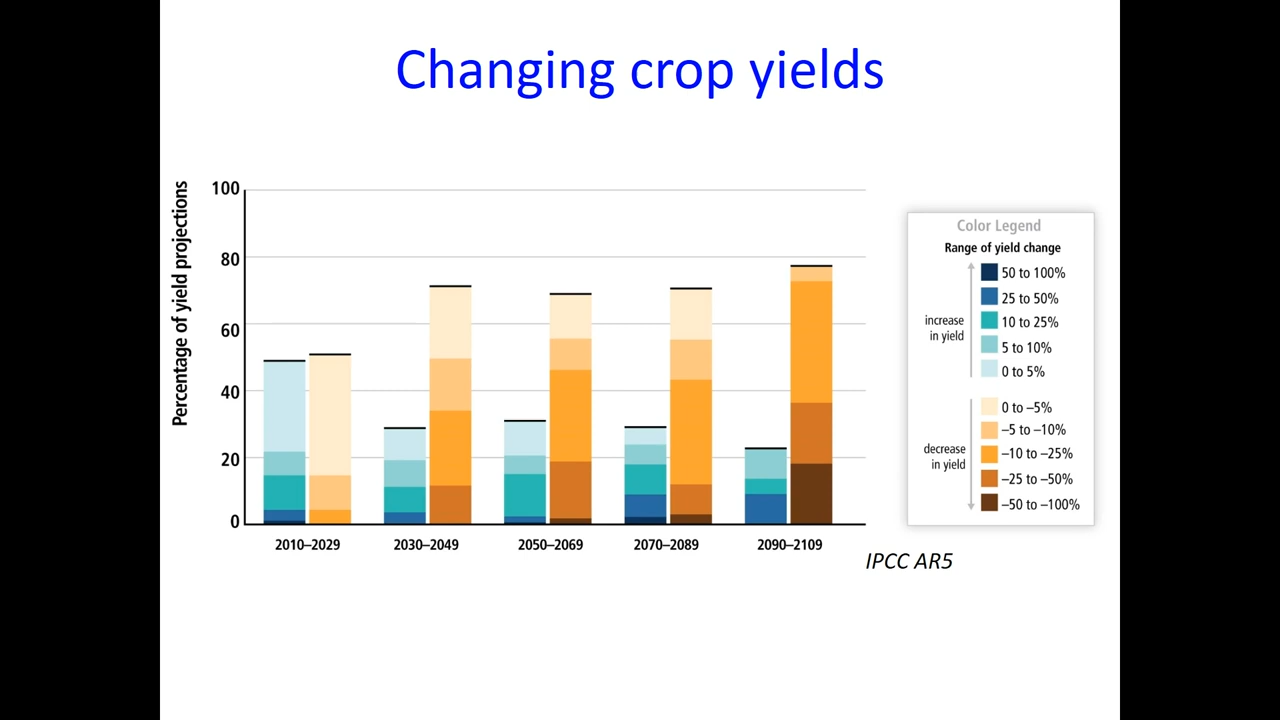 Changing crop yields
Percentage of yield projections
100
80
60
40
20
0
2010–2029
2030–2049
2050–2069
2070–2089
2090–2109
Color Legend
Range of yield change
50 to 100%
25 to 50%
10 to 25%
5 to 10%
0 to 5%
increase
in yield
0 to –5%
–5 to –10%
–10 to –25%
–25 to –50%
–50 to –100%
decrease
in yield
IPCC AR5